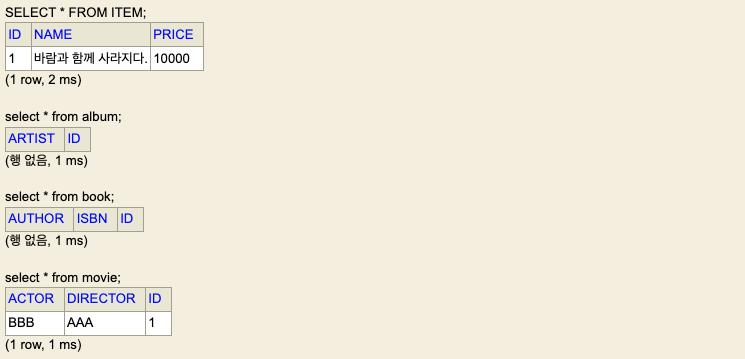 SELECT * FROM ITEM;
ID NAME PRICE
1 바람과 함께 사라지다. 10000
(1 row, 2 ms)
select * from album;
ARTIST ID
(행 없음, 1 ms)
select * from book;
AUTHOR ISBN ID
(행 없음, 1 ms)
select * from movie;
ACTOR DIRECTOR ID
BBB AAA 1
(1 row, 1 ms)